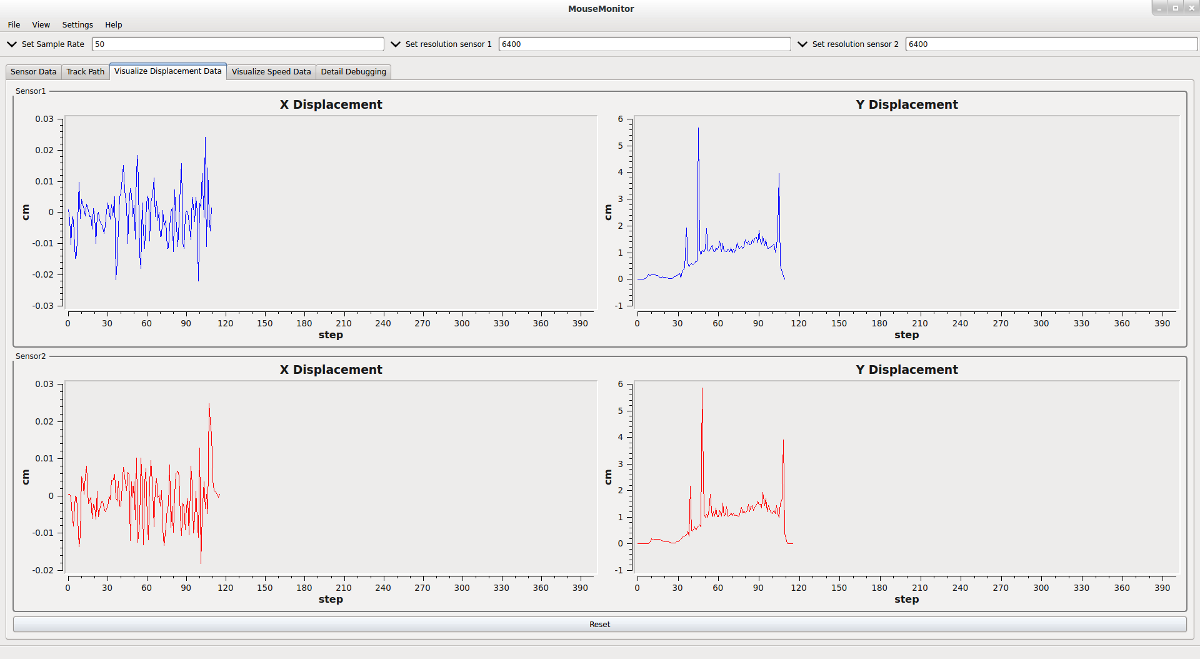 MouseMonitor
File View Settings Help
Set Sample Rate 50 Set resolution sensor 1 6400 Set resolution sensor 2 6400
Sensor Data Track Path Visualize Displacement Data Visualize Speed Data Detail Debugging
Sensor1
X Displacement
0.03
0.02
0.01
0
-0.01
-0.02
-0.03
cm
0 30 60 90 120 150 180 210 240 270 300 330 360 390
step
Y Displacement
6
5
4
3
2
1
0
-1
cm
0 30 60 90 120 150 180 210 240 270 300 330 360 390
step
Sensor2
X Displacement
0.03
0.02
0.01
0
-0.01
-0.02
cm
0 30 60 90 120 150 180 210 240 270 300 330 360 390
step
Y Displacement
6
5
4
3
2
1
0
-1
cm
0 30 60 90 120 150 180 210 240 270 300 330 360 390
step
Reset